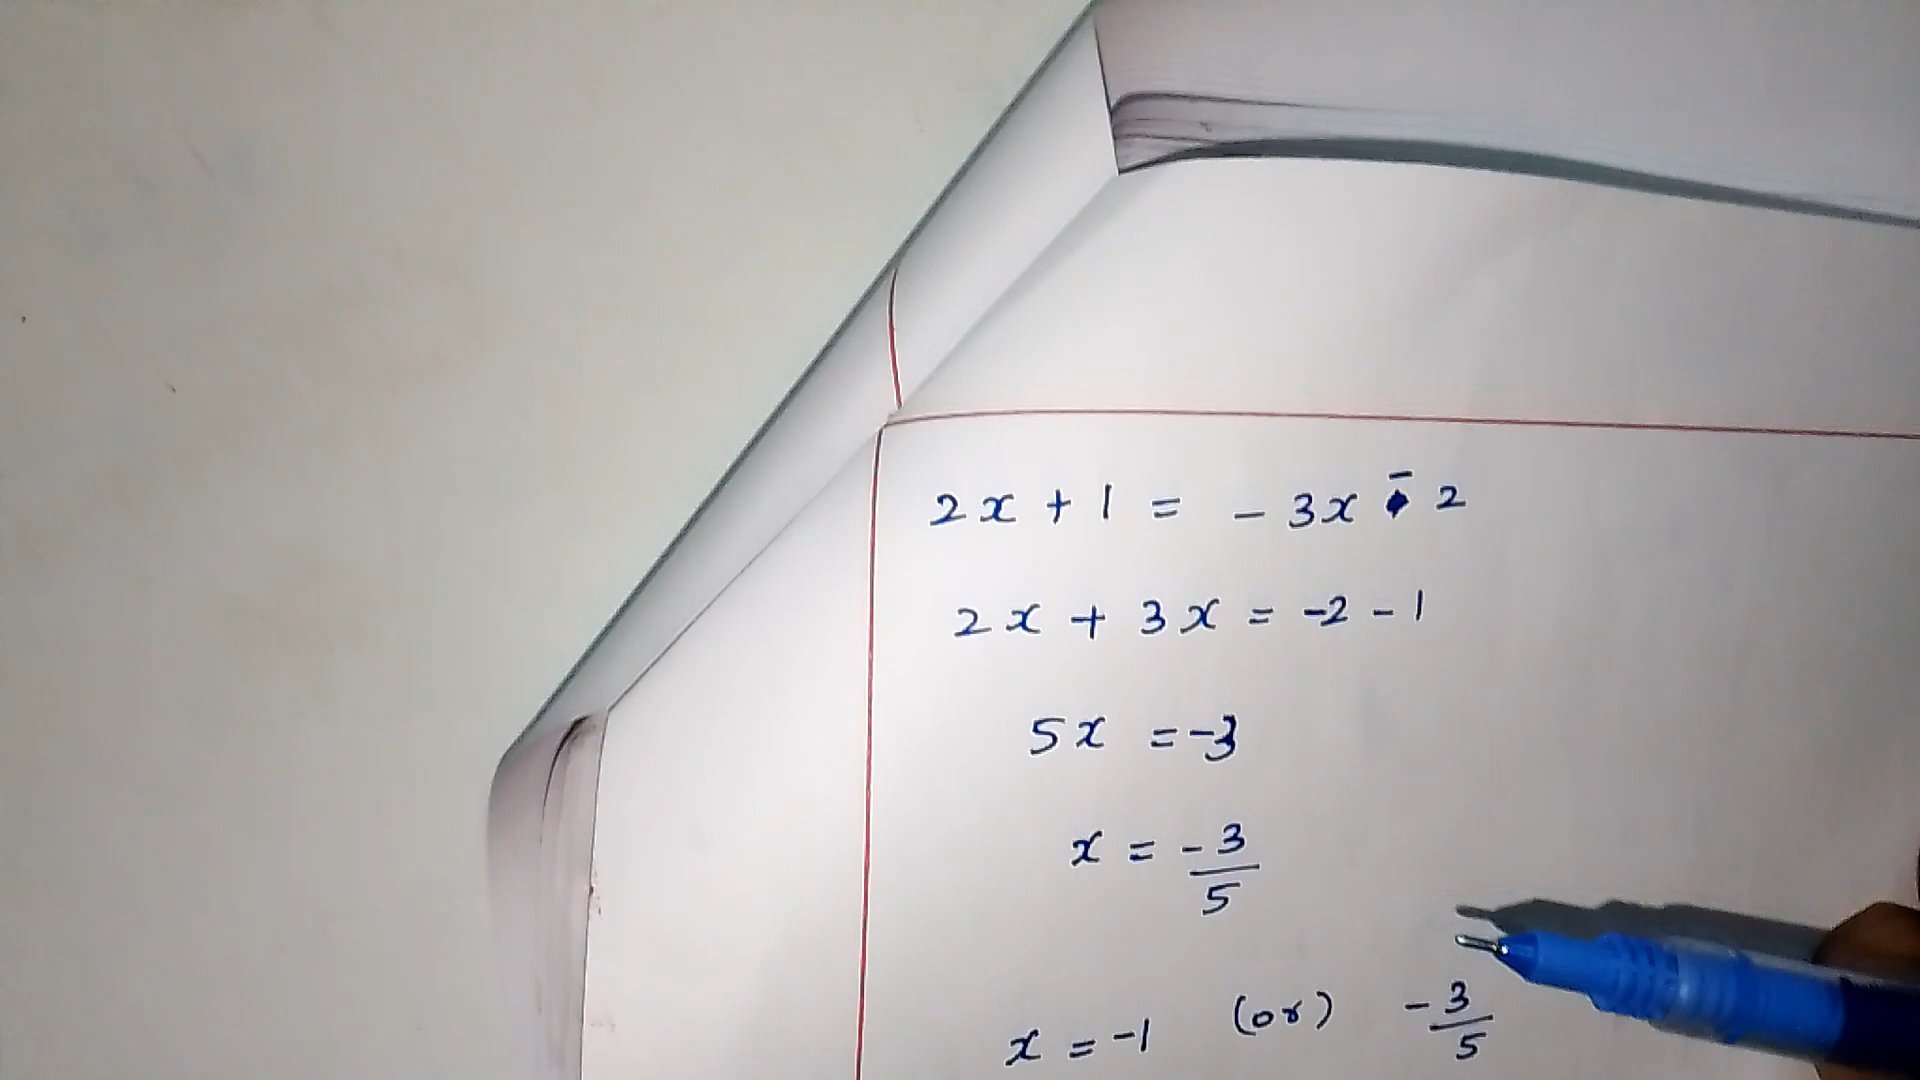 2x + 1 = - 3x - 2
2x + 3x = -2 - 1
5x = -3
x = -3/5
x = -1 (or) -3/5